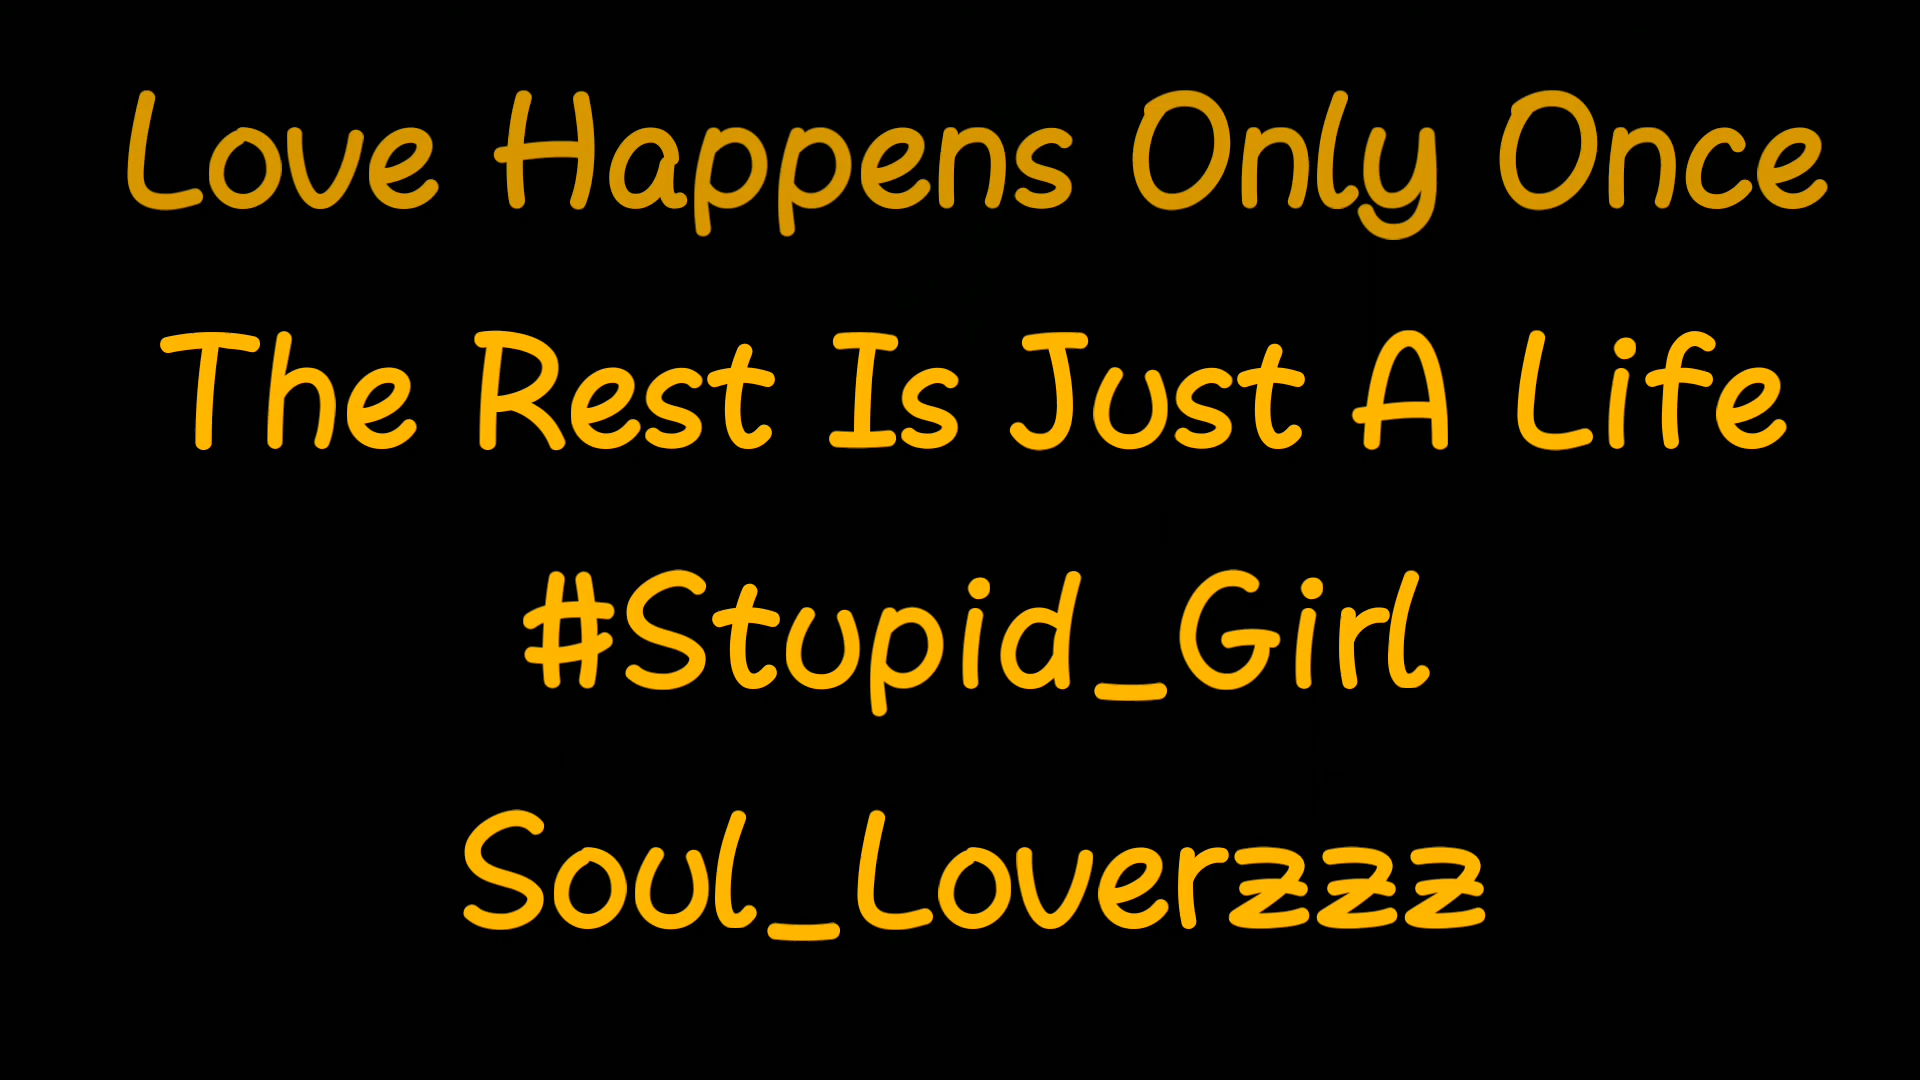 Love Happens Only Once
The Rest Is Just A Life
#Stupid_Girl
Soul_Loverzzz